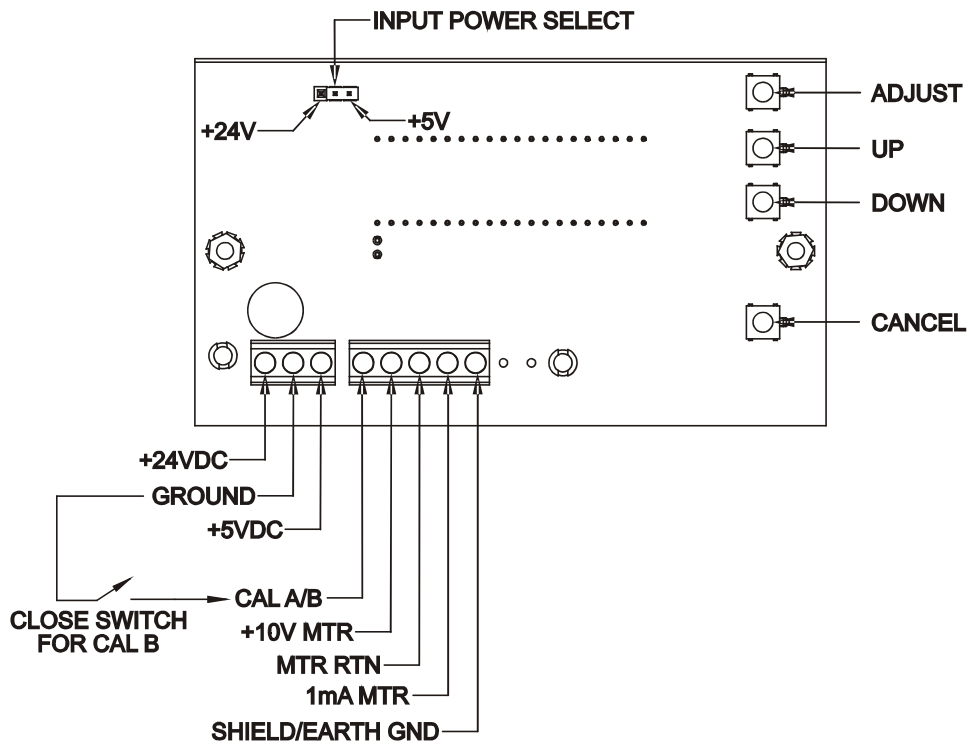 INPUT POWER SELECT
+24V
+5V
ADJUST
UP
DOWN
CANCEL
+24VDC
GROUND
+5VDC
CAL A/B
CLOSE SWITCH
FOR CAL B
+10V MTR
MTR RTN
1mA MTR
SHIELD/EARTH GND